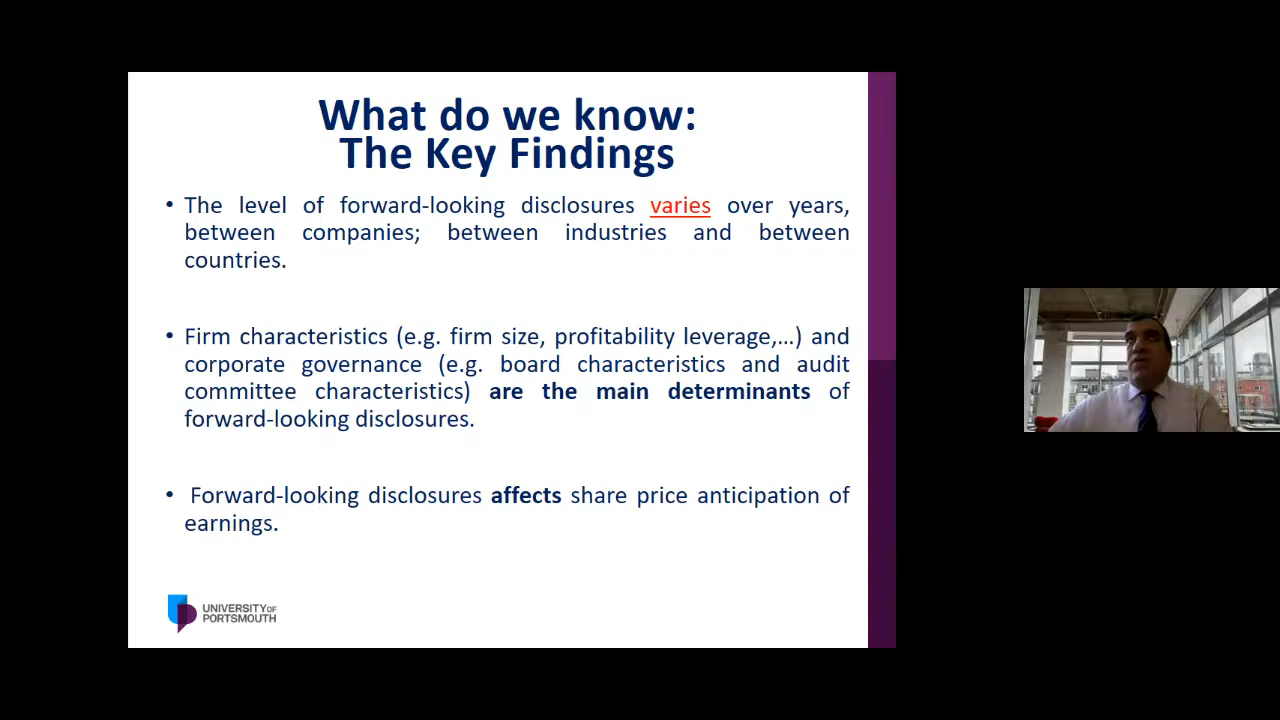 What do we know:
The Key Findings
• The level of forward-looking disclosures varies over years,
between companies; between industries and between
countries.
• Firm characteristics (e.g. firm size, profitability leverage,...) and
corporate governance (e.g. board characteristics and audit
committee characteristics) are the main determinants of
forward-looking disclosures.
• Forward-looking disclosures affects share price anticipation of
earnings.
UNIVERSITY OF
PORTSMOUTH